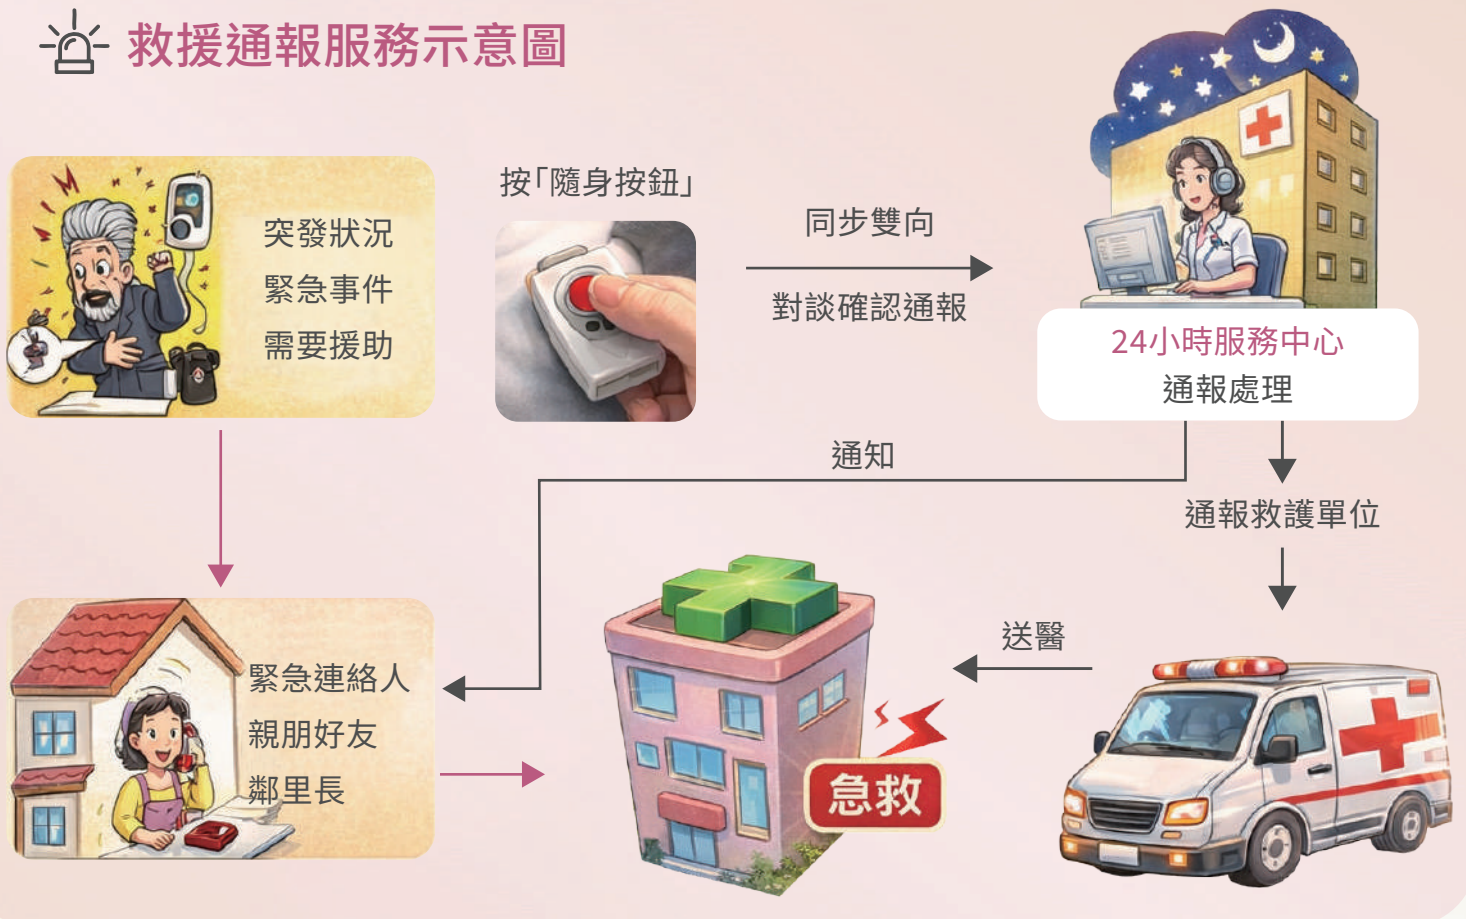 救援通報服務示意圖
突發狀況
緊急事件
需要援助
按「隨身按鈕」
同步雙向
對談確認通報
24小時服務中心
通報處理
通知
通報救護單位
送醫
緊急連絡人
親朋好友
鄰里長
急救